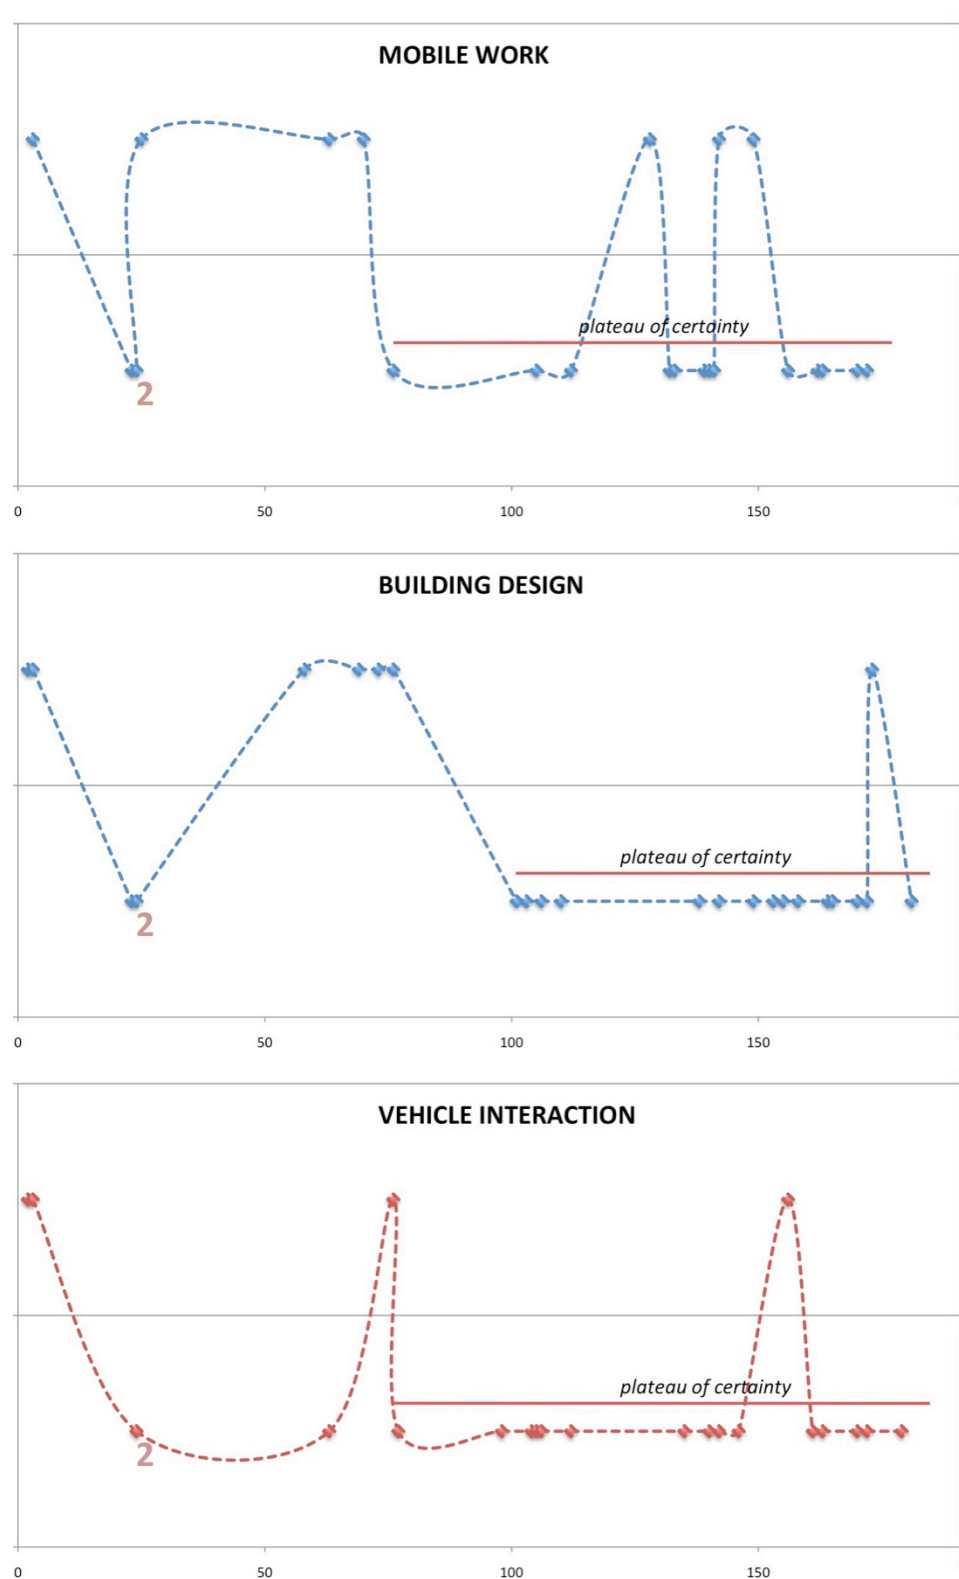 MOBILE WORK
plateau of certainty
2
0 50 100 150
BUILDING DESIGN
plateau of certainty
2
0 50 100 150
VEHICLE INTERACTION
plateau of certainty
2
0 50 100 150